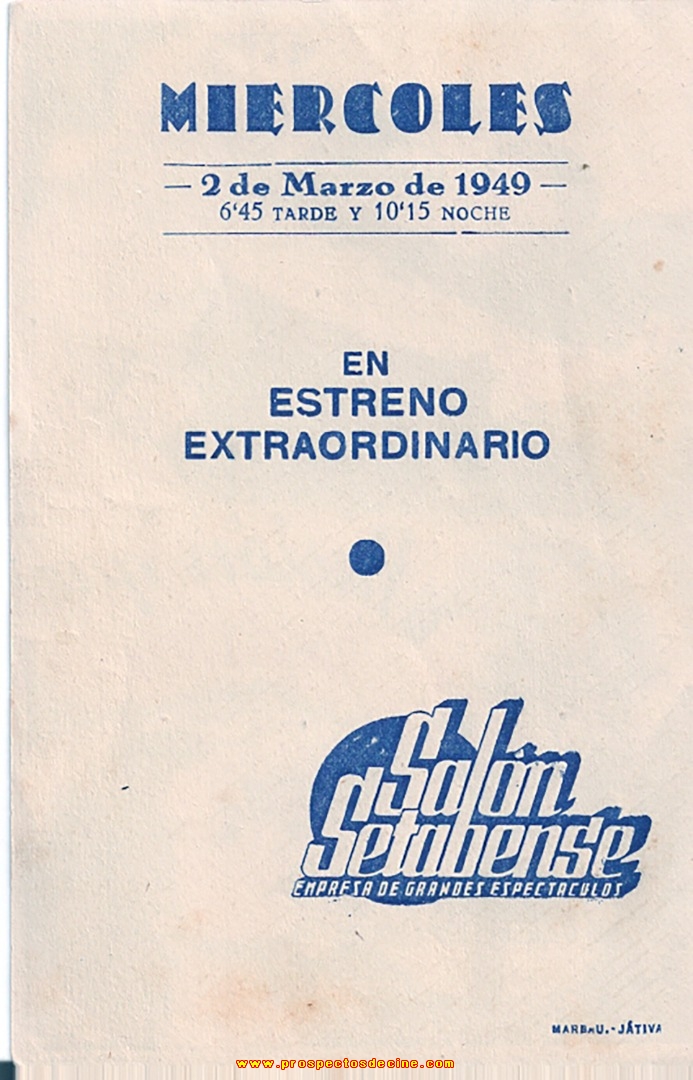 MIERCOLES
— 2 de Marzo de 1949 —
6'45 TARDE Y 10'15 NOCHE
EN
ESTRENO
EXTRAORDINARIO
Salón
Setabense
EMPRESA DE GRANDES ESPECTACULOS
MARBAU.-JÁTIVA
www.prospectosdecine.com